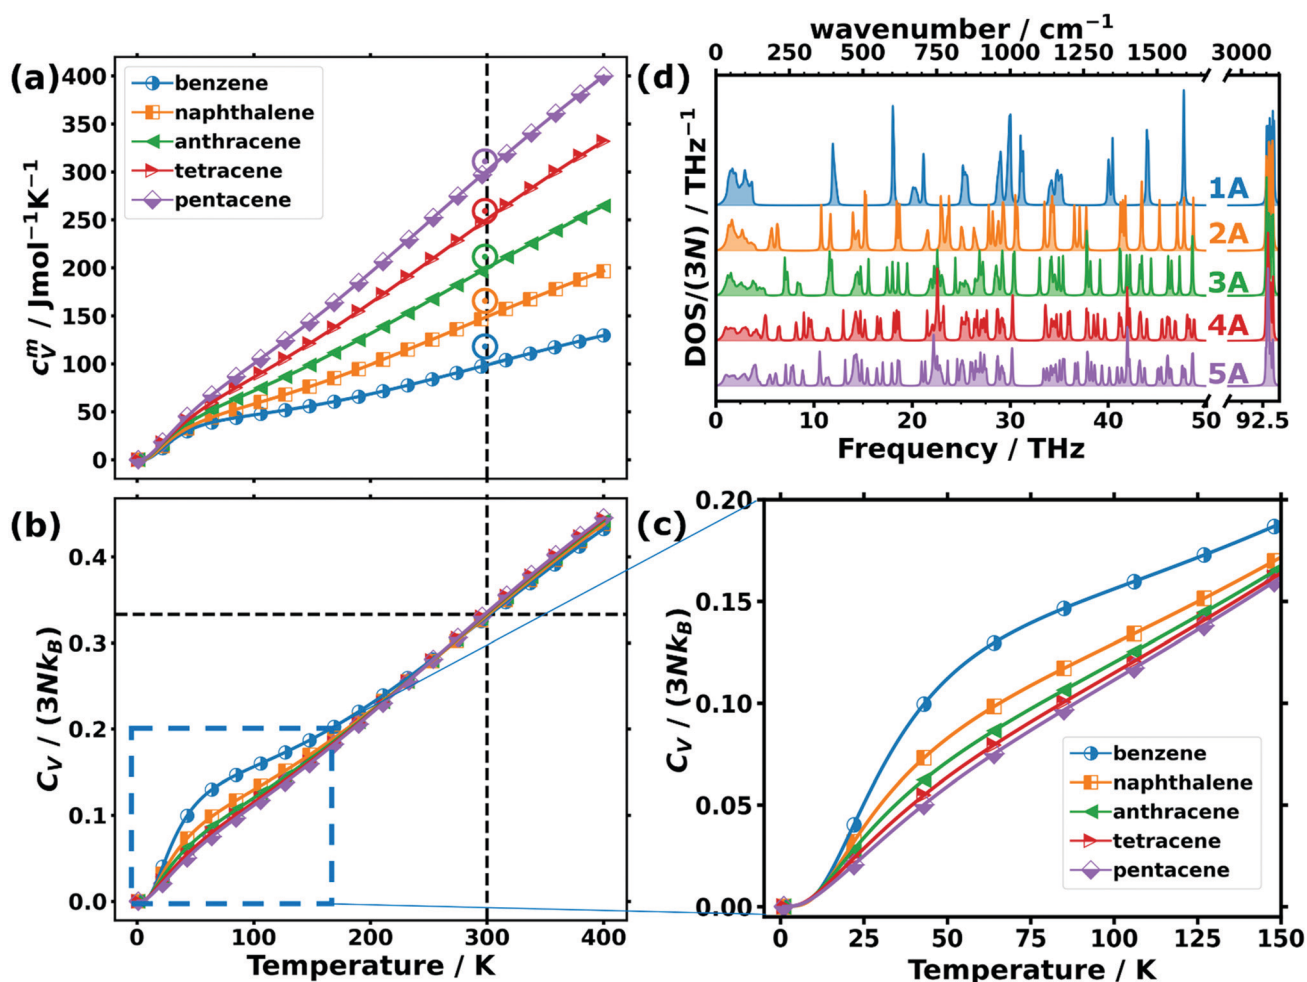 (a)
400
350
300
250
200
150
100
50
0
c_V^m / Jmol⁻¹K⁻¹
benzene
naphthalene
anthracene
tetracene
pentacene
(d)
wavenumber / cm⁻¹
0 250 500 750 1000 1250 1500 3000
DOS/(3N) / THz⁻¹
1A
2A
3A
4A
5A
0 10 20 30 40 50 92.5
Frequency / THz
(b)
0.4
0.3
0.2
0.1
0.0
C_V / (3Nk_B)
0 100 200 300 400
Temperature / K
(c)
0.20
0.15
0.10
0.05
0.00
C_V / (3Nk_B)
benzene
naphthalene
anthracene
tetracene
pentacene
0 25 50 75 100 125 150
Temperature / K